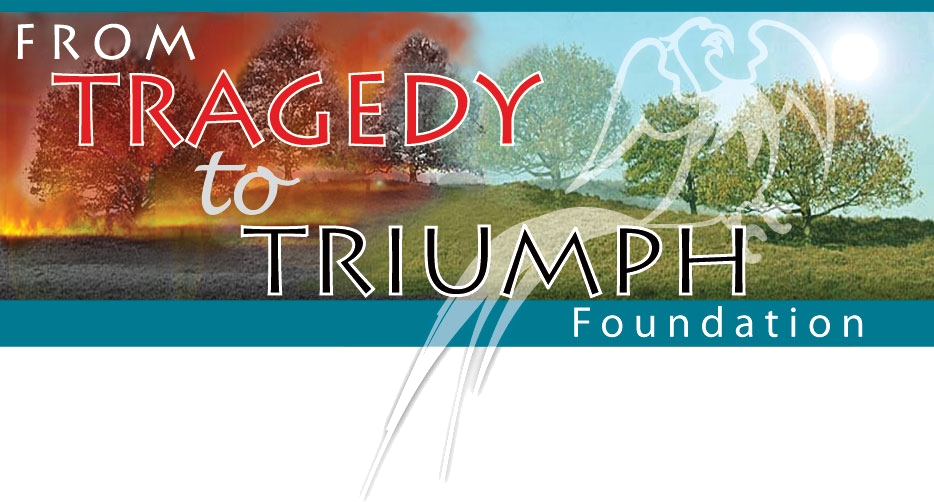 FROM
TRAGEDY
to
TRIUMPH
Foundation